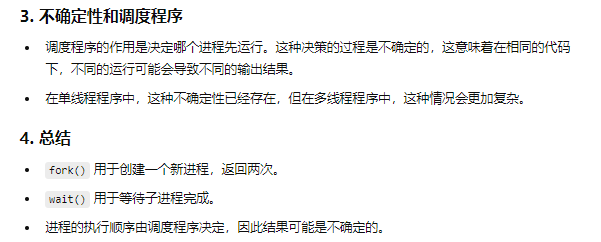 3. 不确定性和调度程序
• 调度程序的作用是决定哪个进程先运行。这种决策的过程是不确定的，这意味着在相同的代码
下，不同的运行可能会导致不同的输出结果。
• 在单线程程序中，这种不确定性已经存在，但在多线程程序中，这种情况会更加复杂。
4. 总结
• fork() 用于创建一个新进程，返回两次。
• wait() 用于等待子进程完成。
• 进程的执行顺序由调度程序决定，因此结果可能是不确定的。